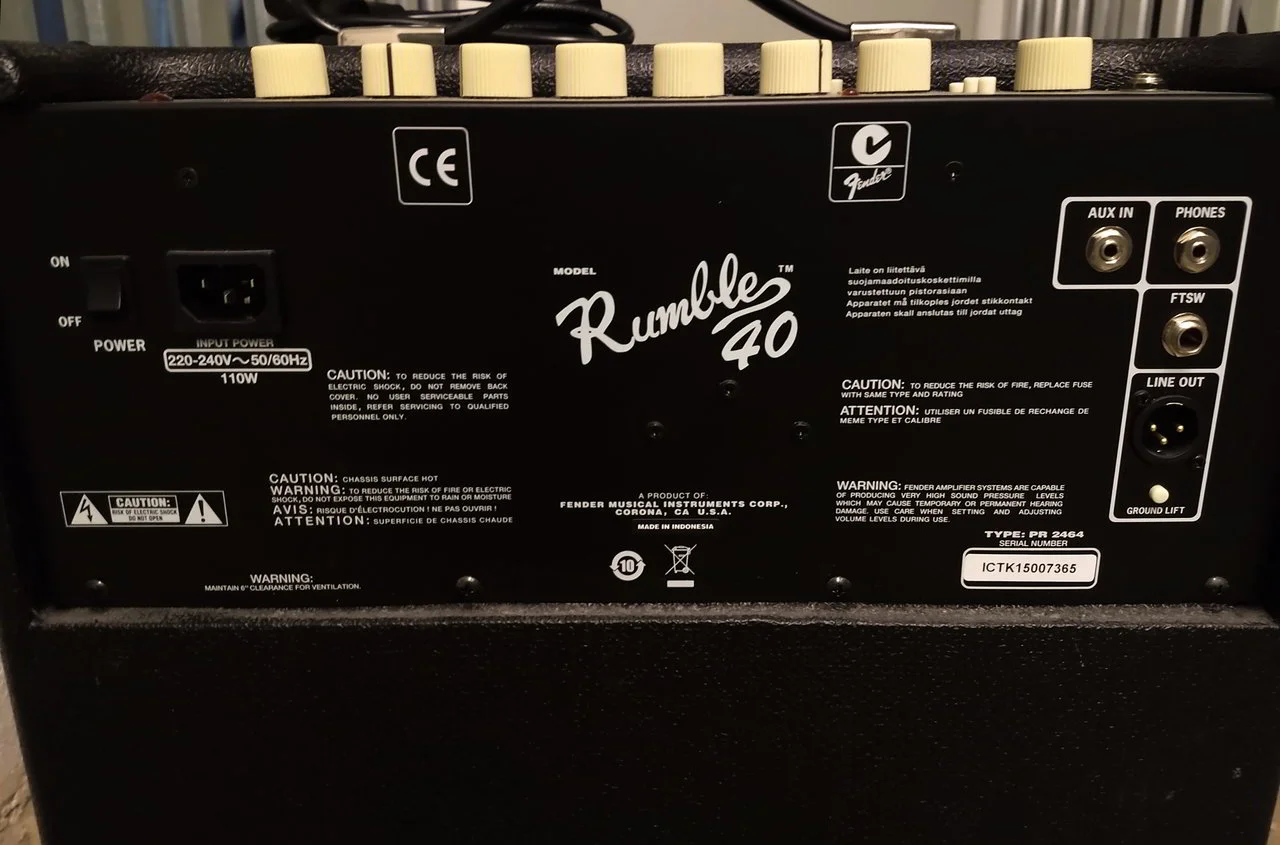 CE
Fender
AUX IN
PHONES
ON
OFF
POWER
INPUT POWER
220-240V～50/60Hz
110W
MODEL
Rumble™
40
Laite on liitettävä
suojamaadoituskoskettimilla
varustettuun pistorasiaan
Apparatet må tilkoples jordet stikkontakt
Apparaten skall anslutas till jordat uttag
FTSW
LINE OUT
GROUND LIFT
CAUTION: TO REDUCE THE RISK OF
ELECTRIC SHOCK, DO NOT REMOVE BACK
COVER. NO USER SERVICEABLE PARTS
INSIDE, REFER SERVICING TO QUALIFIED
PERSONNEL ONLY.
CAUTION: TO REDUCE THE RISK OF FIRE, REPLACE FUSE
WITH SAME TYPE AND RATING
ATTENTION: UTILISER UN FUSIBLE DE RECHANGE DE
MEME TYPE ET CALIBRE
CAUTION:
RISK OF ELECTRIC SHOCK
DO NOT OPEN
CAUTION: CHASSIS SURFACE HOT
WARNING: TO REDUCE THE RISK OF FIRE OR ELECTRIC
SHOCK, DO NOT EXPOSE THIS EQUIPMENT TO RAIN OR MOISTURE
AVIS: RISQUE D'ÉLECTROCUTION ! NE PAS OUVRIR !
ATTENTION: SUPERFICIE DE CHASSIS CHAUDE
A PRODUCT OF:
FENDER MUSICAL INSTRUMENTS CORP.,
CORONA, CA U.S.A.
MADE IN INDONESIA
10
WARNING: FENDER AMPLIFIER SYSTEMS ARE CAPABLE
OF PRODUCING VERY HIGH SOUND PRESSURE LEVELS
WHICH MAY CAUSE TEMPORARY OR PERMANENT HEARING
DAMAGE. USE CARE WHEN SETTING AND ADJUSTING
VOLUME LEVELS DURING USE.
TYPE: PR 2464
SERIAL NUMBER
ICTK15007365
WARNING:
MAINTAIN 6" CLEARANCE FOR VENTILATION.